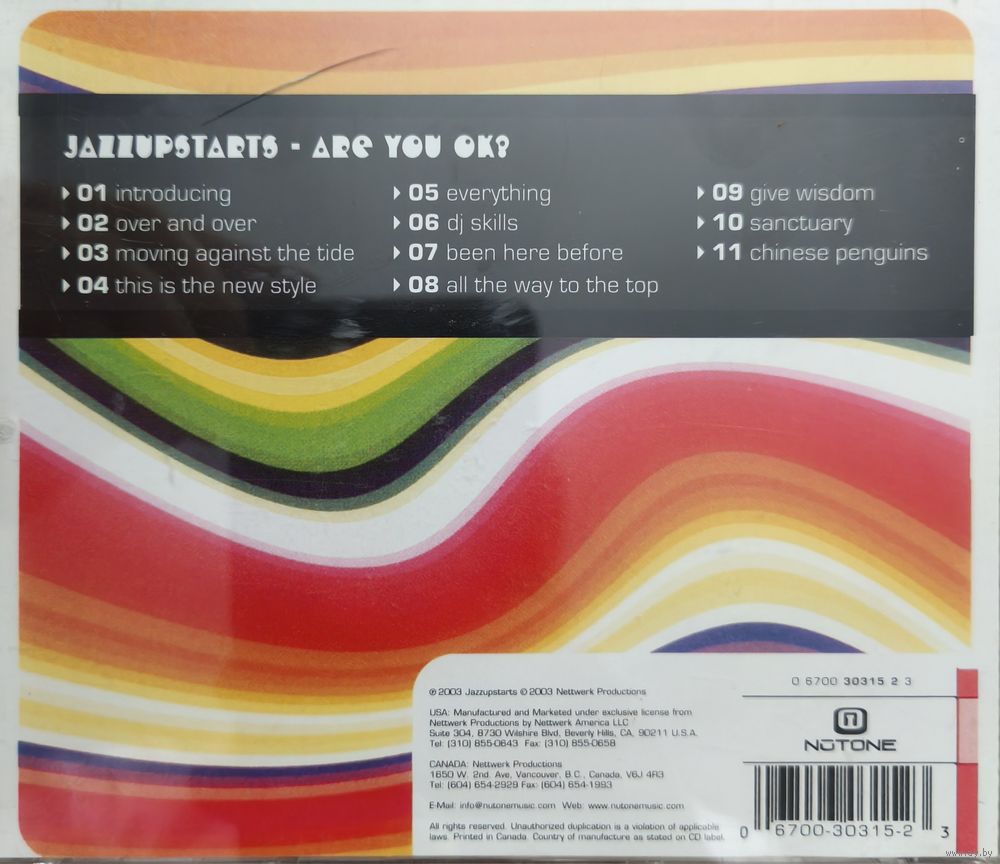 JAZZUPSTARTS - ARE YOU OK?
01 introducing
02 over and over
03 moving against the tide
04 this is the new style
05 everything
06 dj skills
07 been here before
08 all the way to the top
09 give wisdom
10 sanctuary
11 chinese penguins
℗ 2003 Jazzupstarts © 2003 Nettwerk Productions
USA: Manufactured and Marketed under exclusive license from
Nettwerk Productions by Nettwerk America LLC
Suite 304, 8730 Wilshire Blvd, Beverly Hills, CA, 90211 U.S.A.
Tel: (310) 855-0643 Fax: (310) 855-0658
CANADA: Nettwerk Productions
1650 W. 2nd. Ave, Vancouver, B.C., Canada, V6J 4R3
Tel: (604) 654-2929 Fax: (604) 654-1993
E-Mail: info@nutonemusic.com Web: www.nutonemusic.com
All rights reserved. Unauthorized duplication is a violation of applicable
laws. Printed in Canada. Country of manufacture as stated on CD label.
0 6700 30315 2 3
NUTONE
0 6700-30315-2 3